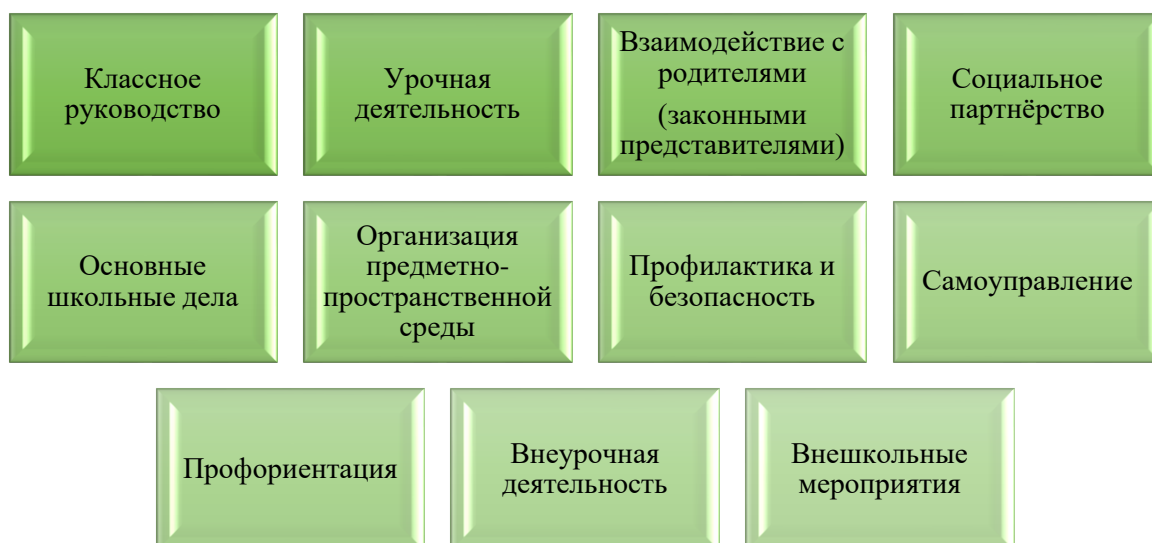 Классное
руководство
Урочная
деятельность
Взаимодействие с
родителями
(законными
представителями)
Социальное
партнёрство
Основные
школьные дела
Организация
предметно-
пространственной
среды
Профилактика и
безопасность
Самоуправление
Профориентация
Внеурочная
деятельность
Внешкольные
мероприятия